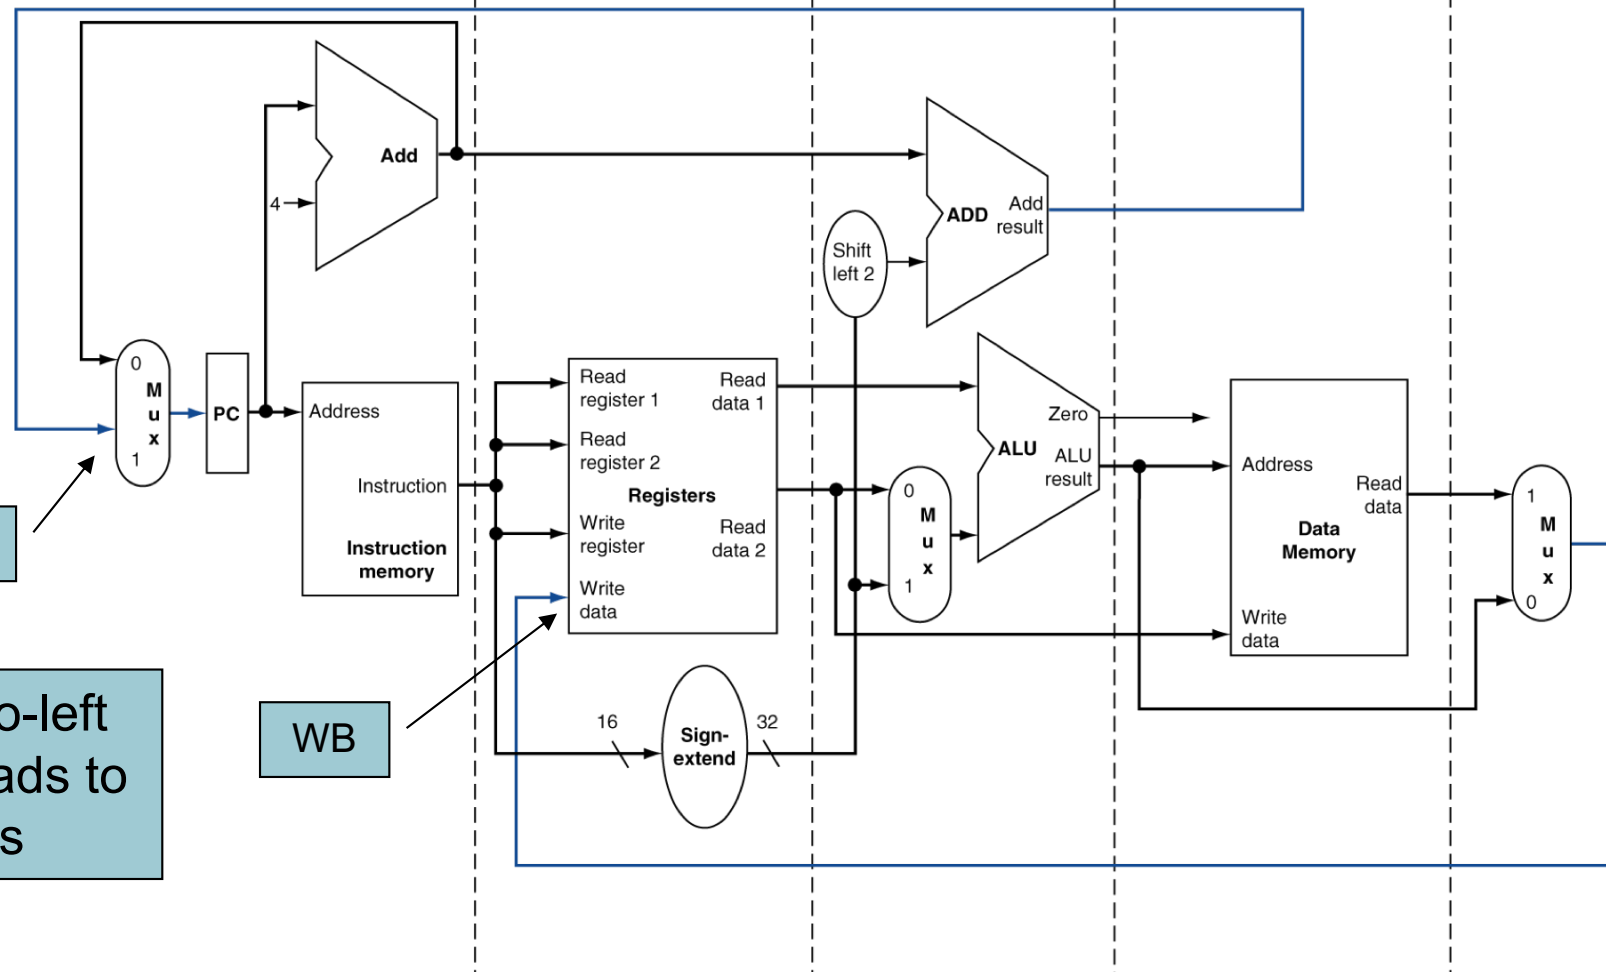 Add
4
ADD
Add
result
Shift
left 2
0
M
u
x
1
PC
Address
Instruction
Instruction
memory
Read
register 1
Read
data 1
Read
register 2
Registers
Write
register
Read
data 2
Write
data
0
M
u
x
1
Zero
ALU
ALU
result
Address
Read
data
Data
Memory
Write
data
1
M
u
x
0
16
Sign-
extend
32
WB
to